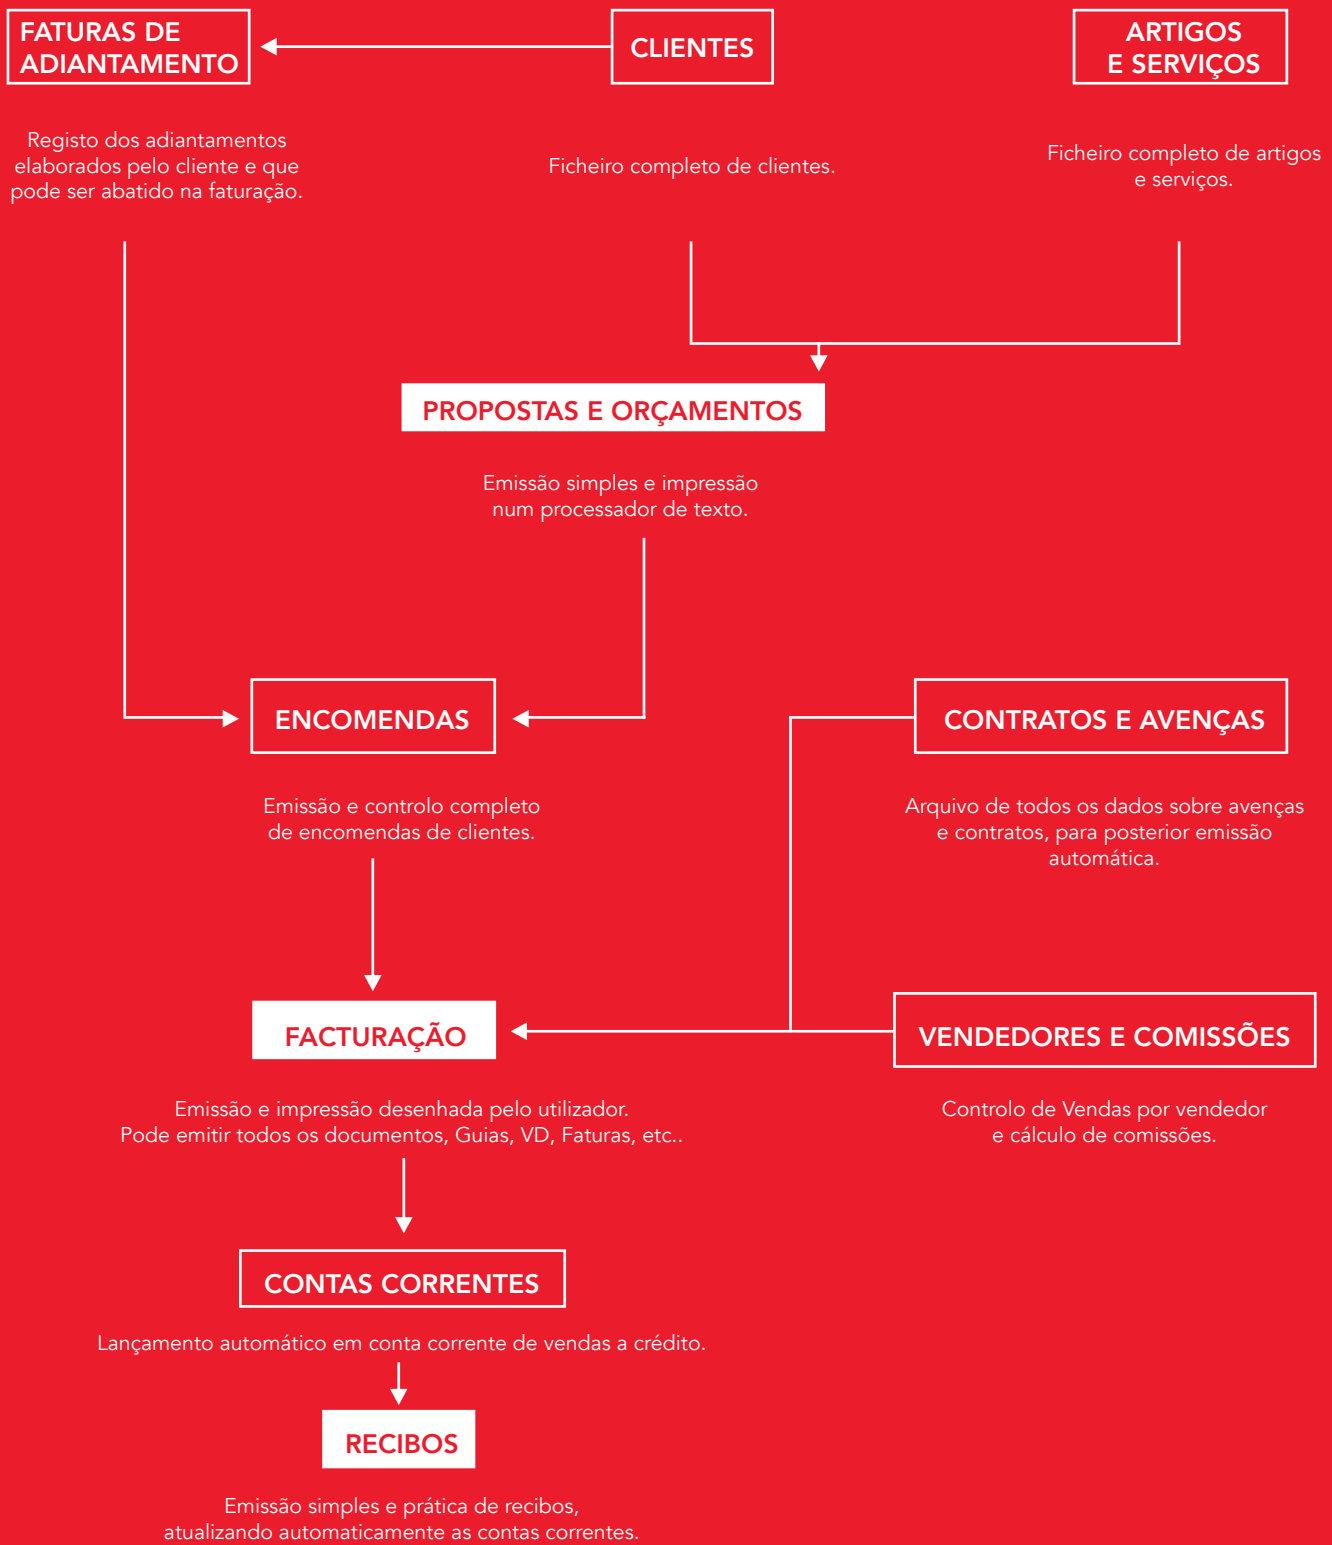 FATURAS DE
ADIANTAMENTO
CLIENTES
ARTIGOS
E SERVIÇOS
Registo dos adiantamentos
elaborados pelo cliente e que
pode ser abatido na faturação.
Ficheiro completo de clientes.
Ficheiro completo de artigos
e serviços.
PROPOSTAS E ORÇAMENTOS
Emissão simples e impressão
num processador de texto.
ENCOMENDAS
CONTRATOS E AVENÇAS
Emissão e controlo completo
de encomendas de clientes.
Arquivo de todos os dados sobre avenças
e contratos, para posterior emissão
automática.
FACTURAÇÃO
VENDEDORES E COMISSÕES
Emissão e impressão desenhada pelo utilizador.
Pode emitir todos os documentos, Guias, VD, Faturas, etc..
Controlo de Vendas por vendedor
e cálculo de comissões.
CONTAS CORRENTES
Lançamento automático em conta corrente de vendas a crédito.
RECIBOS
Emissão simples e prática de recibos,
atualizando automaticamente as contas correntes.